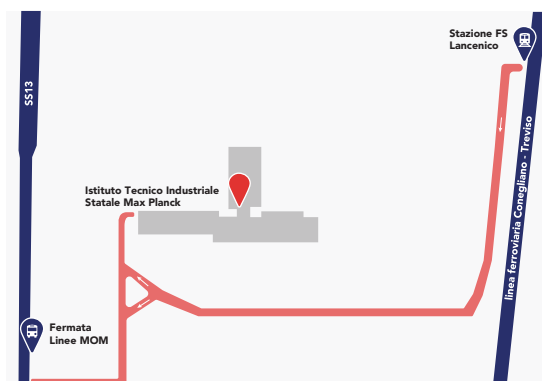 Stazione FS
Lancenico
SS13
Istituto Tecnico Industriale
Statale Max Planck
linea ferroviaria Conegliano - Treviso
Fermata
Linee MOM